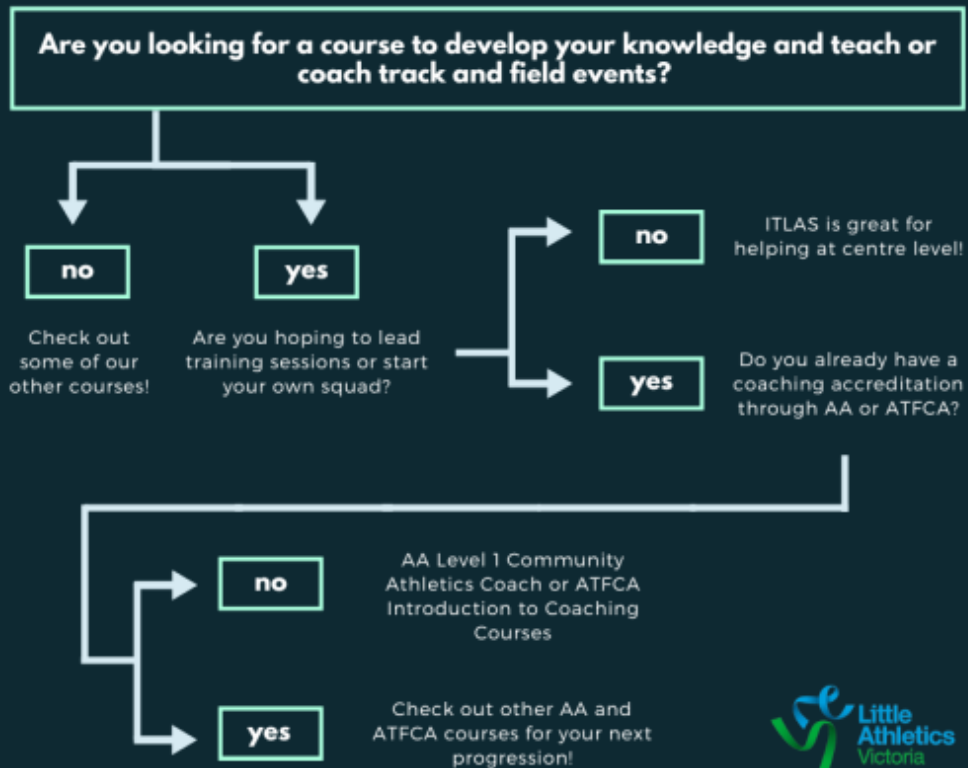 Are you looking for a course to develop your knowledge and teach or
coach track and field events?
no
Check out
some of our
other courses!
yes
Are you hoping to lead
training sessions or start
your own squad?
no
ITLAS is great for
helping at centre level!
yes
Do you already have a
coaching accreditation
through AA or ATFCA?
no
AA Level 1 Community
Athletics Coach or ATFCA
Introduction to Coaching
Courses
yes
Check out other AA and
ATFCA courses for your next
progression!
Little
Athletics
Victoria